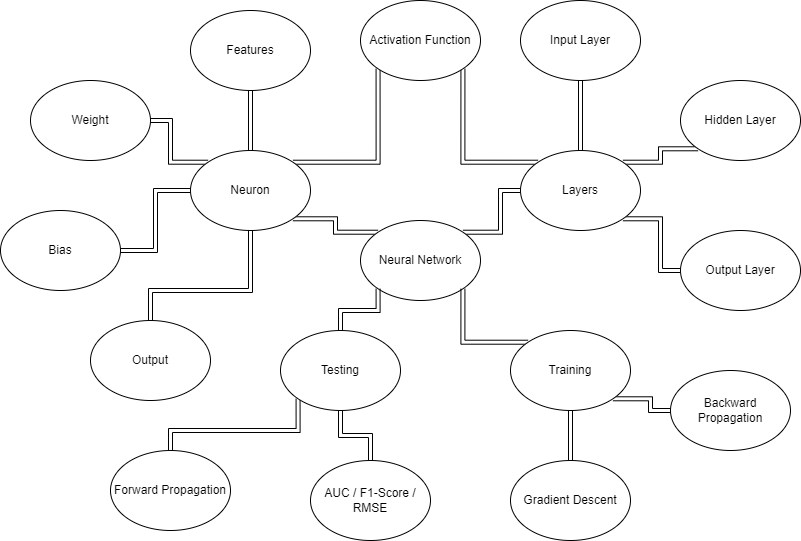 Activation Function
Input Layer
Features
Weight
Hidden Layer
Neuron
Layers
Bias
Neural Network
Output Layer
Output
Testing
Training
Backward
Propagation
Forward Propagation
AUC / F1-Score /
RMSE
Gradient Descent